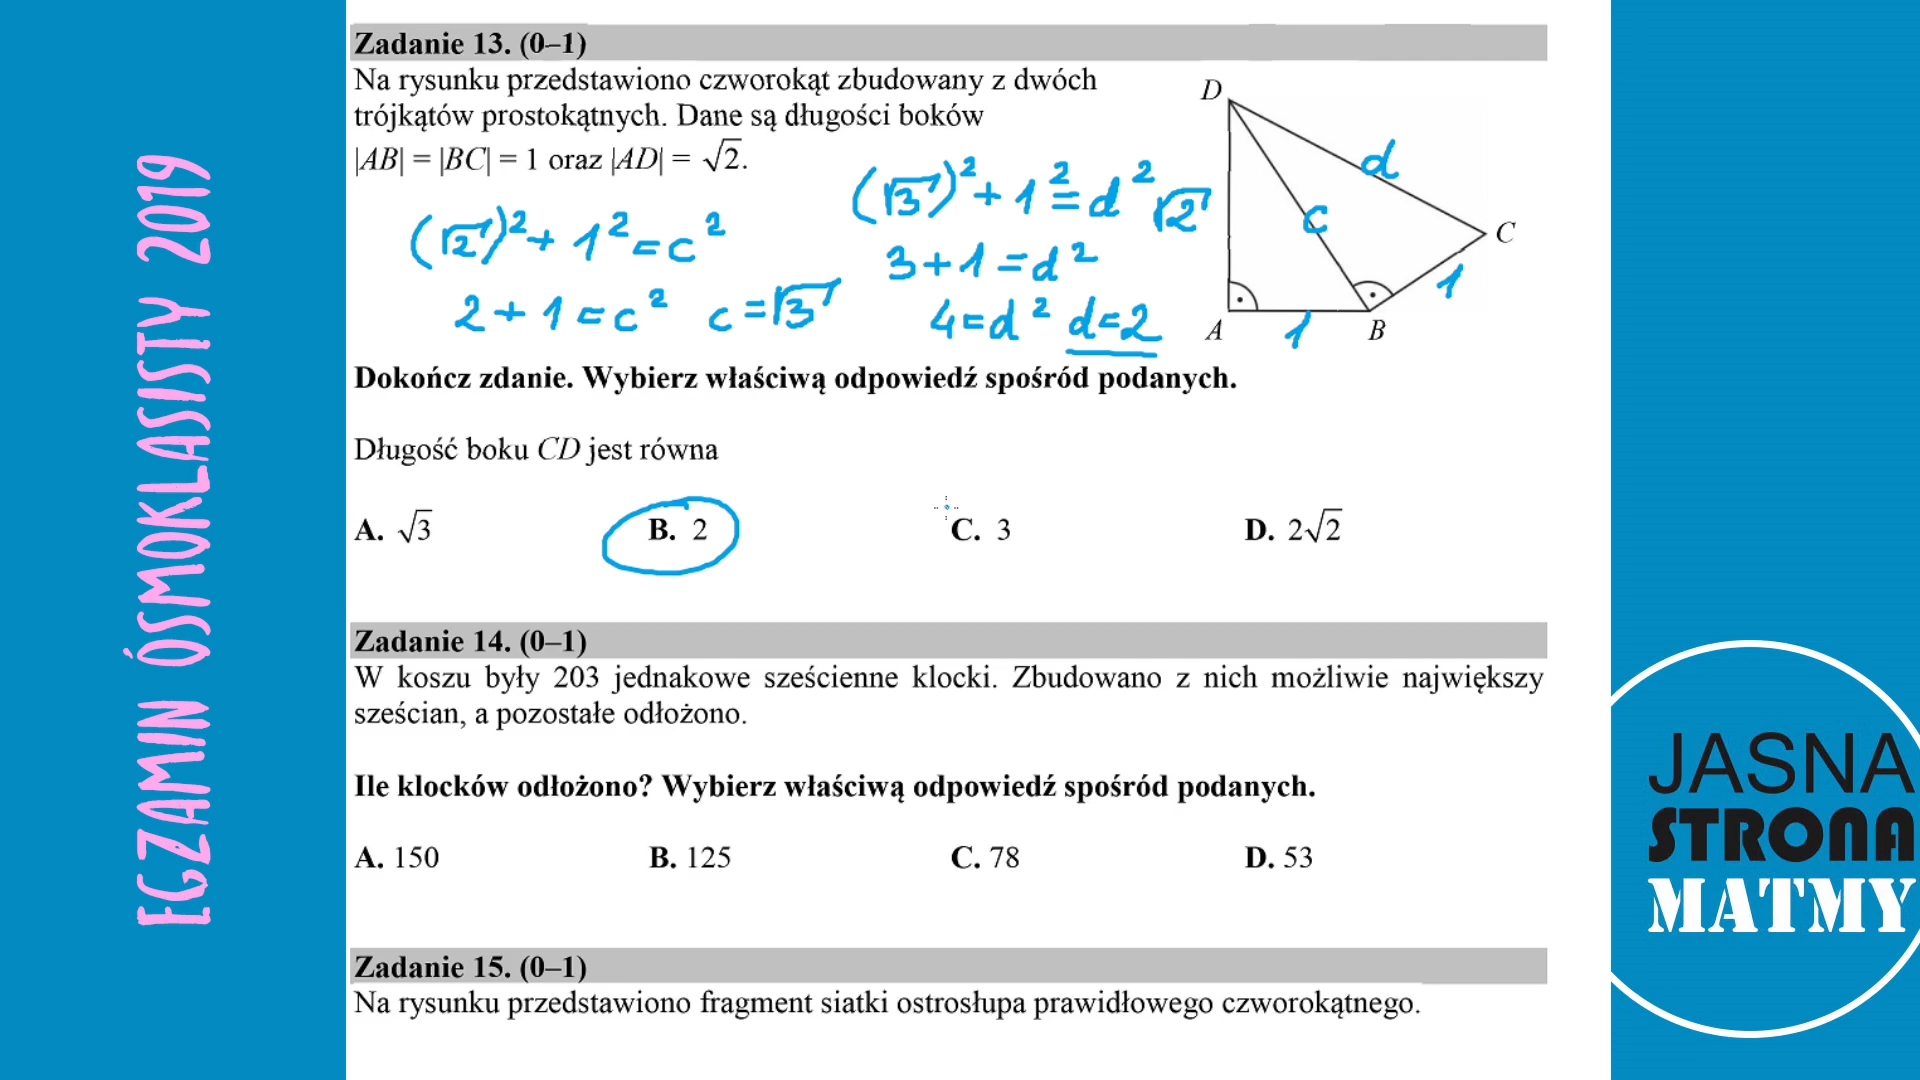 EGZAMIN ÓSMOKLASISTY 2019
Zadanie 13. (0–1)
Na rysunku przedstawiono czworokąt zbudowany z dwóch
trójkątów prostokątnych. Dane są długości boków
|AB| = |BC| = 1 oraz |AD| = √2.
(√2)² + 1² = c²
2 + 1 = c² c = √3
(√3)² + 1² = d²
3 + 1 = d²
4 = d² d = 2
D
d
√2
c
C
1
A
1
B
Dokończ zdanie. Wybierz właściwą odpowiedź spośród podanych.
Długość boku CD jest równa
A. √3 B. 2 C. 3 D. 2√2
Zadanie 14. (0–1)
W koszu były 203 jednakowe sześcienne klocki. Zbudowano z nich możliwie największy
sześcian, a pozostałe odłożono.
Ile klocków odłożono? Wybierz właściwą odpowiedź spośród podanych.
A. 150 B. 125 C. 78 D. 53
Zadanie 15. (0–1)
Na rysunku przedstawiono fragment siatki ostrosłupa prawidłowego czworokątnego.
JASNA
STRONA
MATMY